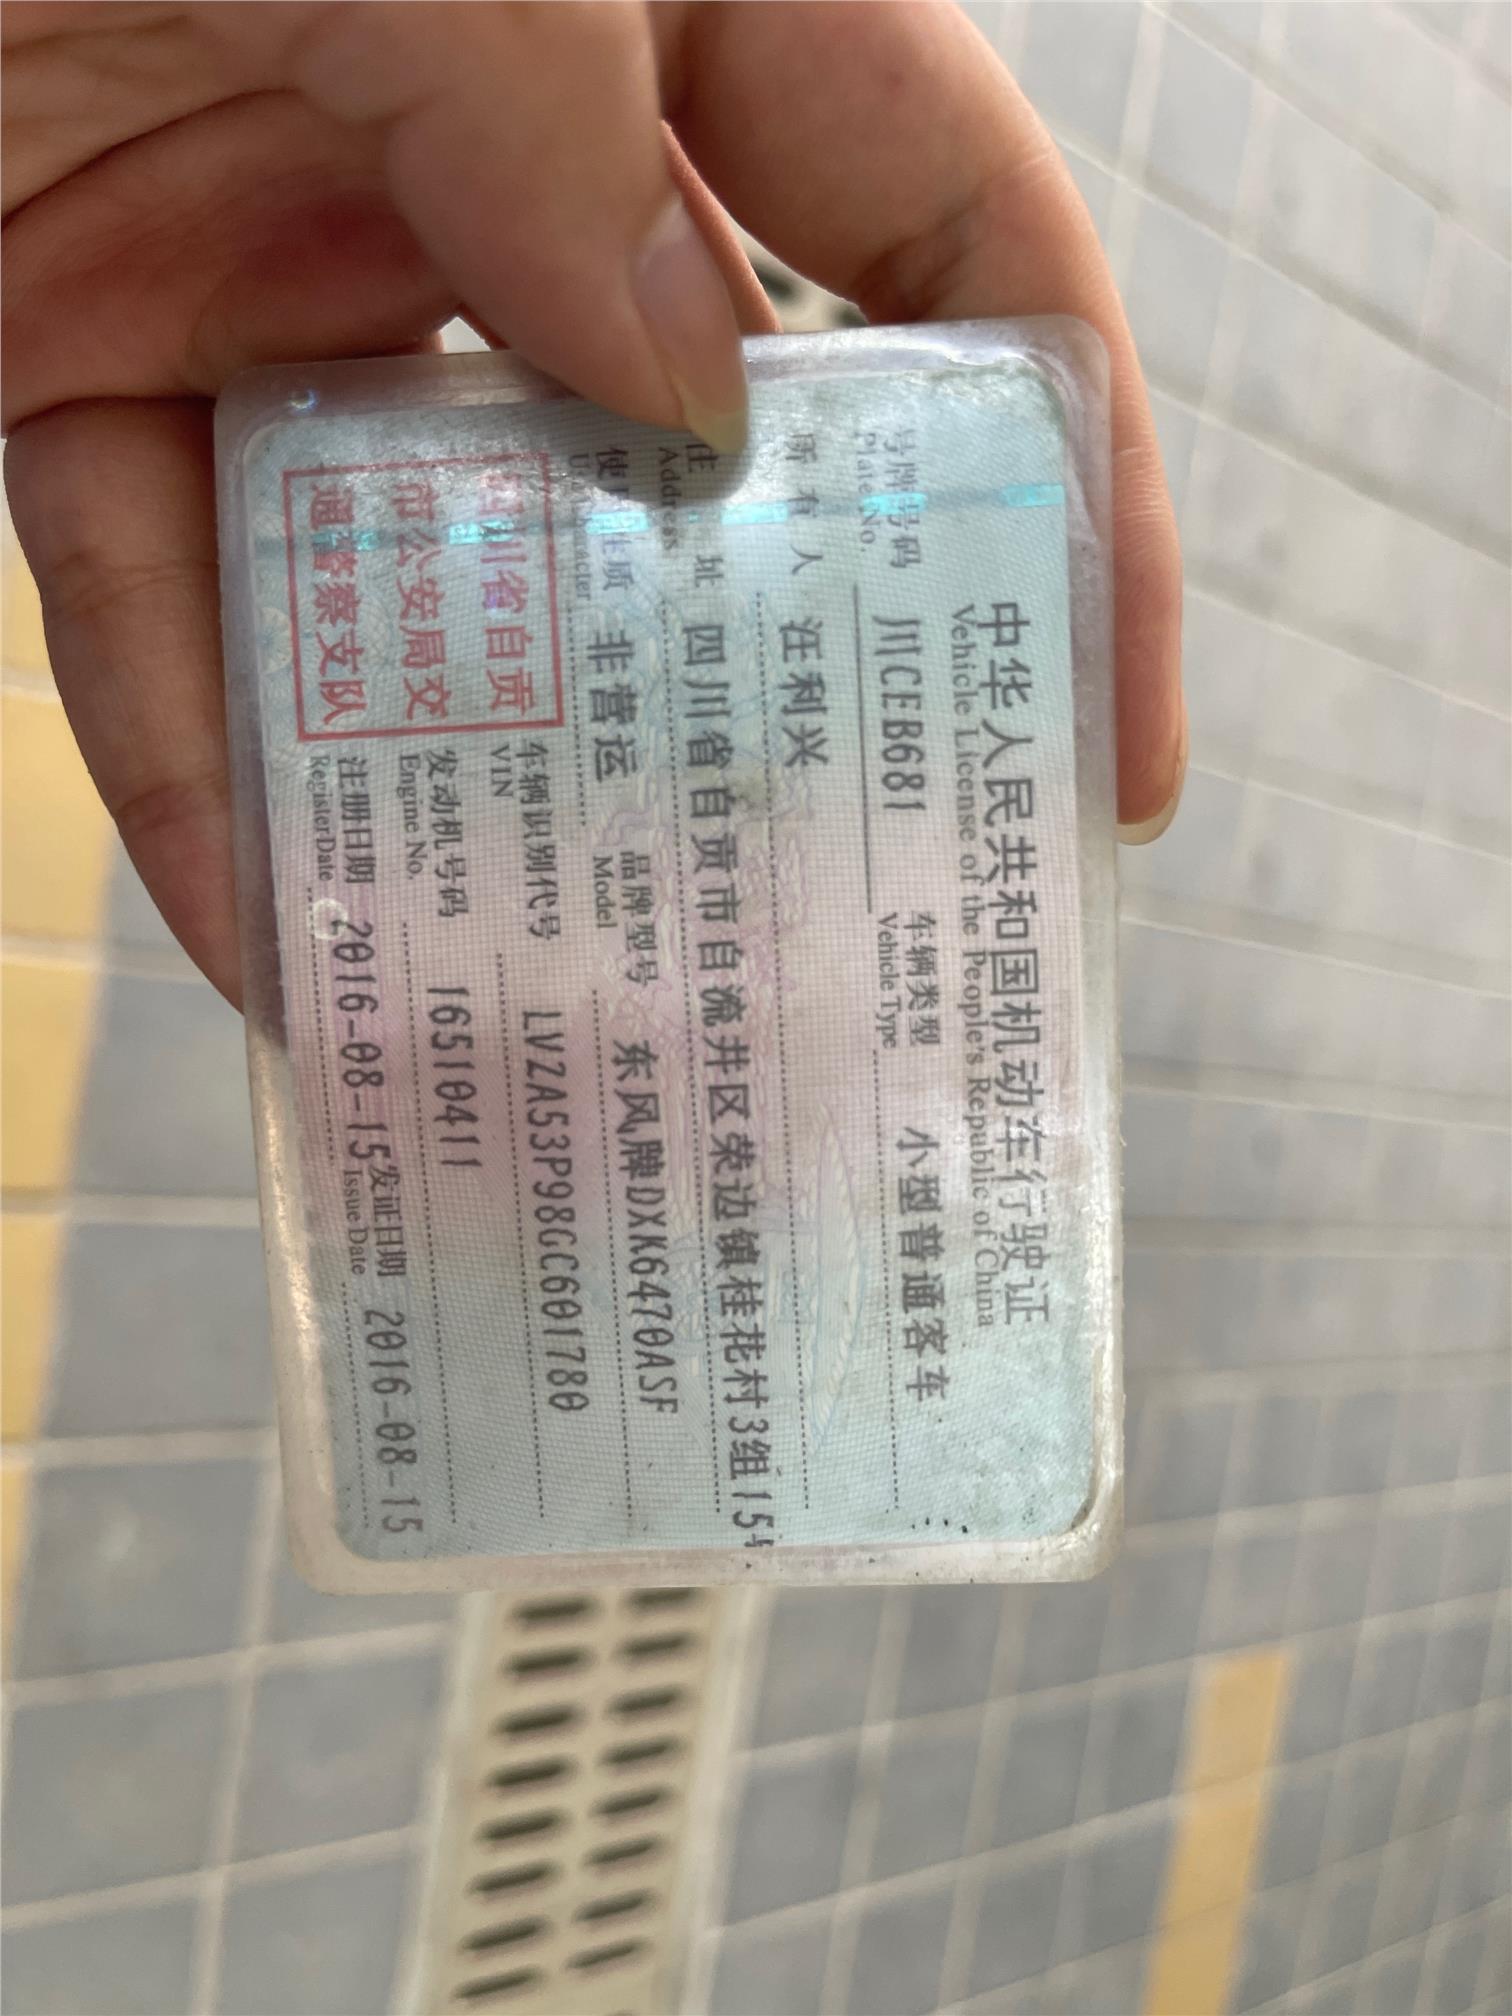 中华人民共和国机动车行驶证
Vehicle License of the People's Republic of China
号牌号码 川CEB681 车辆类型 小型普通客车
Plate No. Vehicle Type
所有人 汪利兴
住址 四川省自贡市自流井区荣边镇桂花村3组15号
Address
使用性质 非营运 品牌型号 东风牌DXK6470ASF
Model
四川省自贡
市公安局交
通警察支队
车辆识别代号 LVZA53P98GC601780
VIN
发动机号码 16510411
Engine No.
注册日期 2016-08-15 发证日期 2016-08-15
Register Date Issue Date